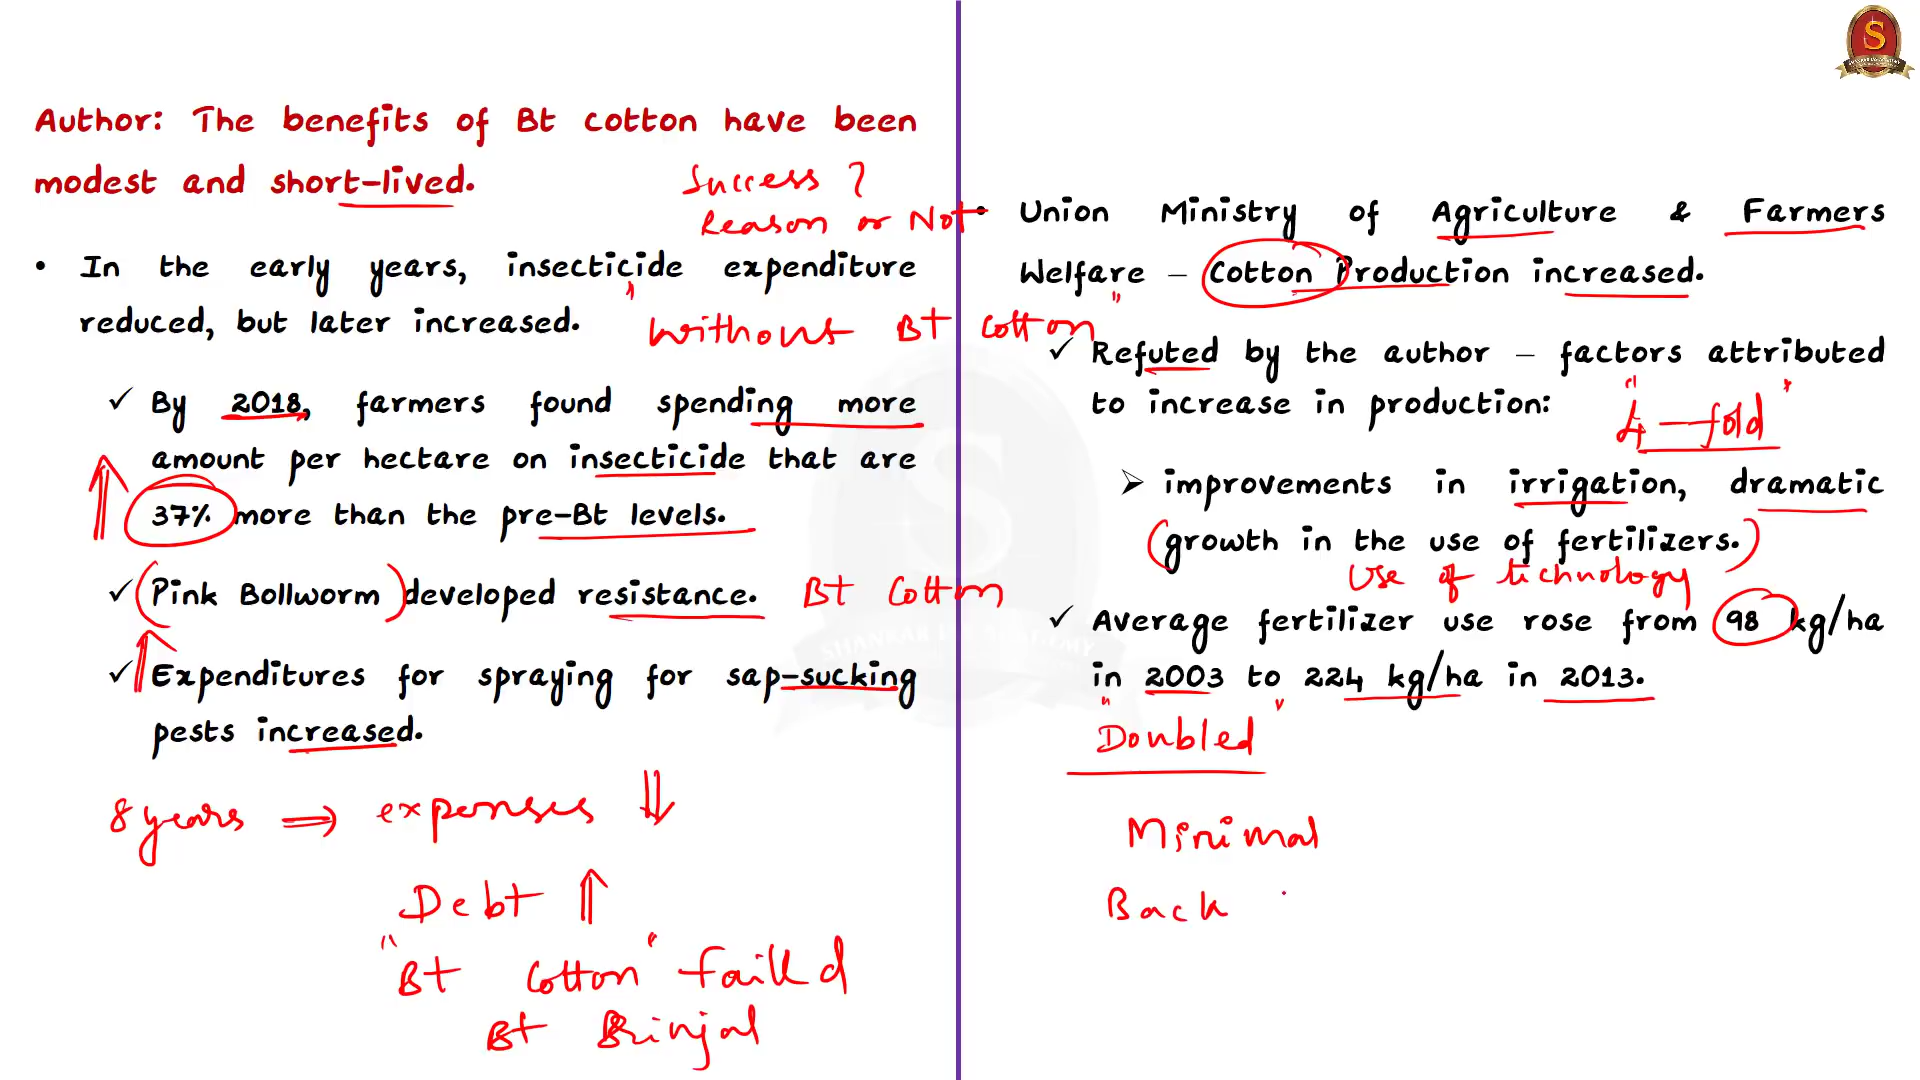 Author: The benefits of Bt cotton have been
modest and short-lived.
Success ?
Reason or Not
• In the early years, insecticide expenditure
reduced, but later increased.
Without Bt Cotton
✓ By 2018, farmers found spending more
amount per hectare on insecticide that are
37% more than the pre-Bt levels.
✓ (Pink Bollworm) developed resistance. Bt Cotton
✓ Expenditures for spraying for sap-sucking
pests increased.
8 years ⇒ expenses ⇓
Debt ⇑
"Bt Cotton" failed
Bt Brinjal
• Union Ministry of Agriculture & Farmers
Welfare – Cotton Production increased.
✓ Refuted by the author – factors attributed
to increase in production:
"4-fold"
➢ improvements in irrigation, dramatic
(growth in the use of fertilizers.)
Use of technology
✓ Average fertilizer use rose from 98 kg/ha
in 2003 to 224 kg/ha in 2013.
"Doubled"
Minimal
Back
S
SHANKAR IAS ACADEMY